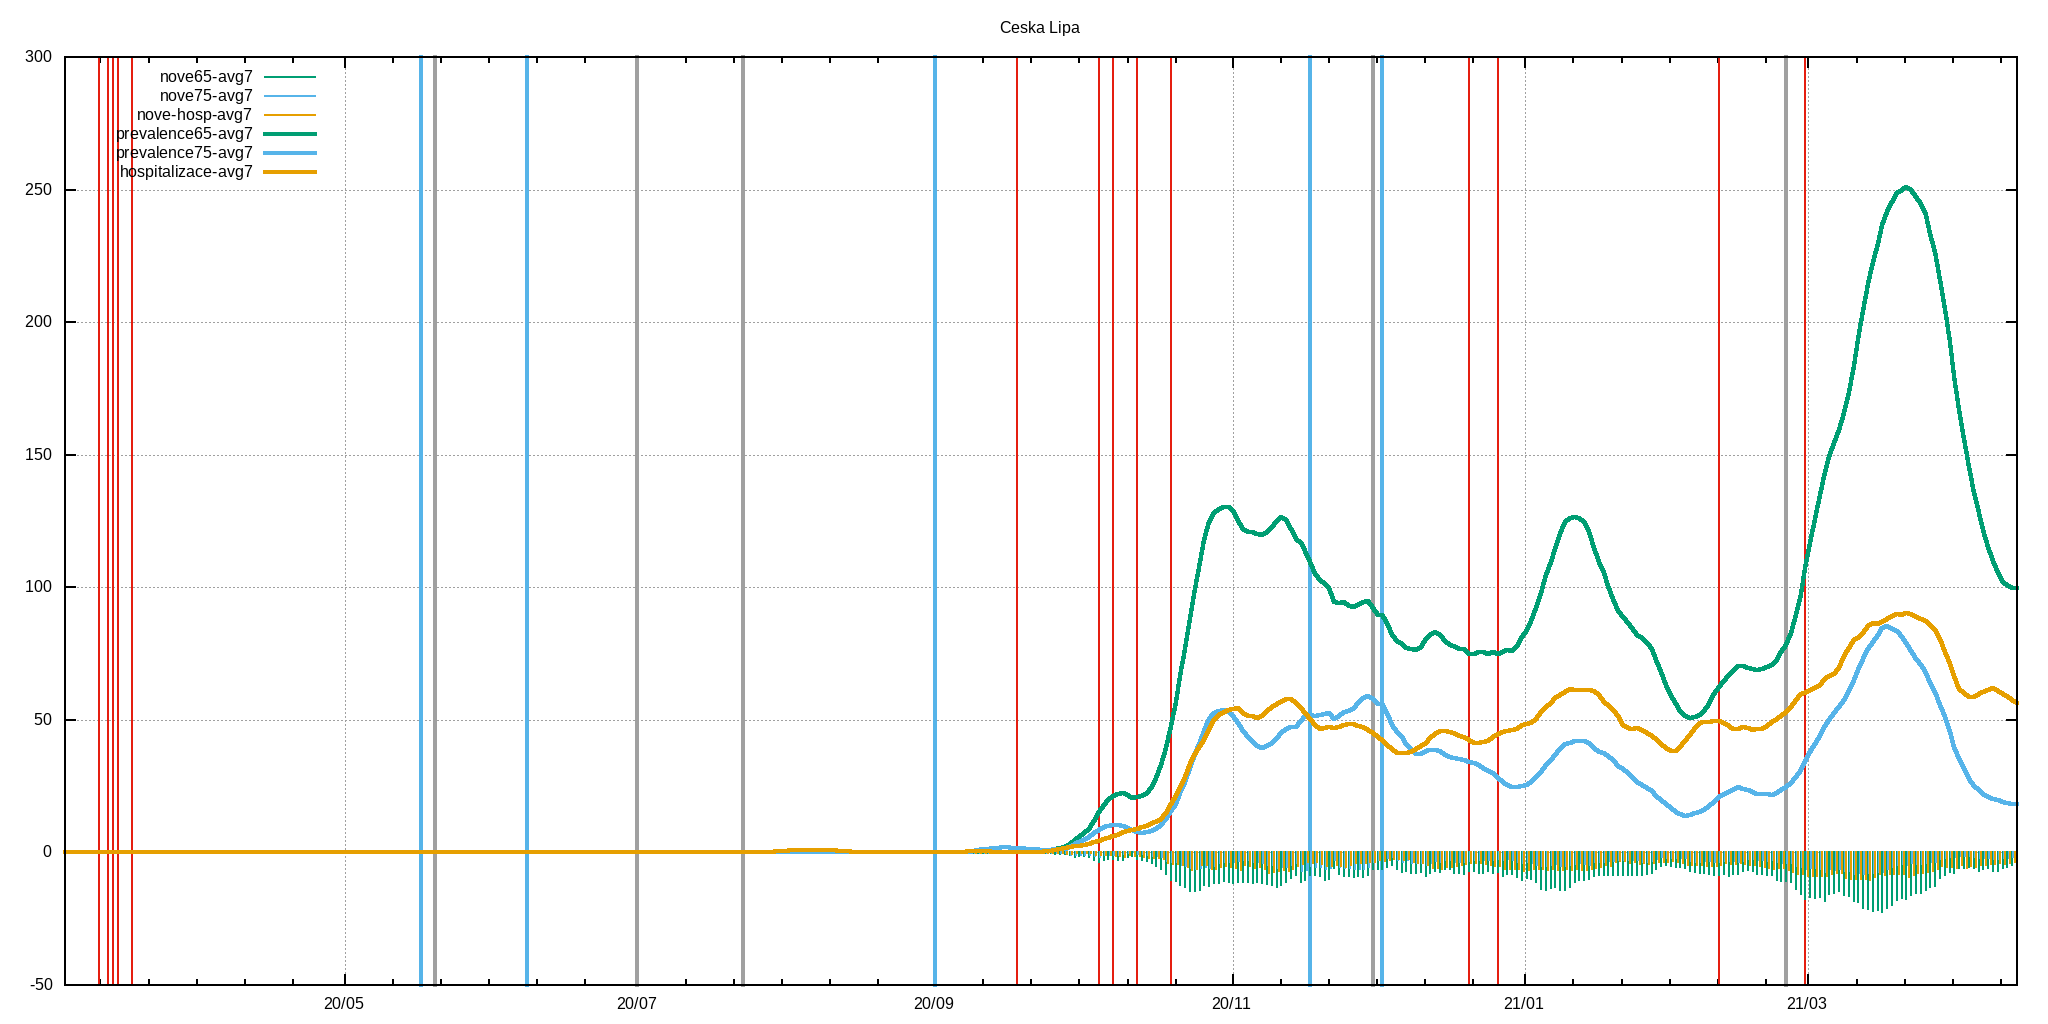 Ceska Lipa
300
250
200
150
100
50
0
-50
nove65-avg7
nove75-avg7
nove-hosp-avg7
prevalence65-avg7
prevalence75-avg7
hospitalizace-avg7
20/05 20/07 20/09 20/11 21/01 21/03